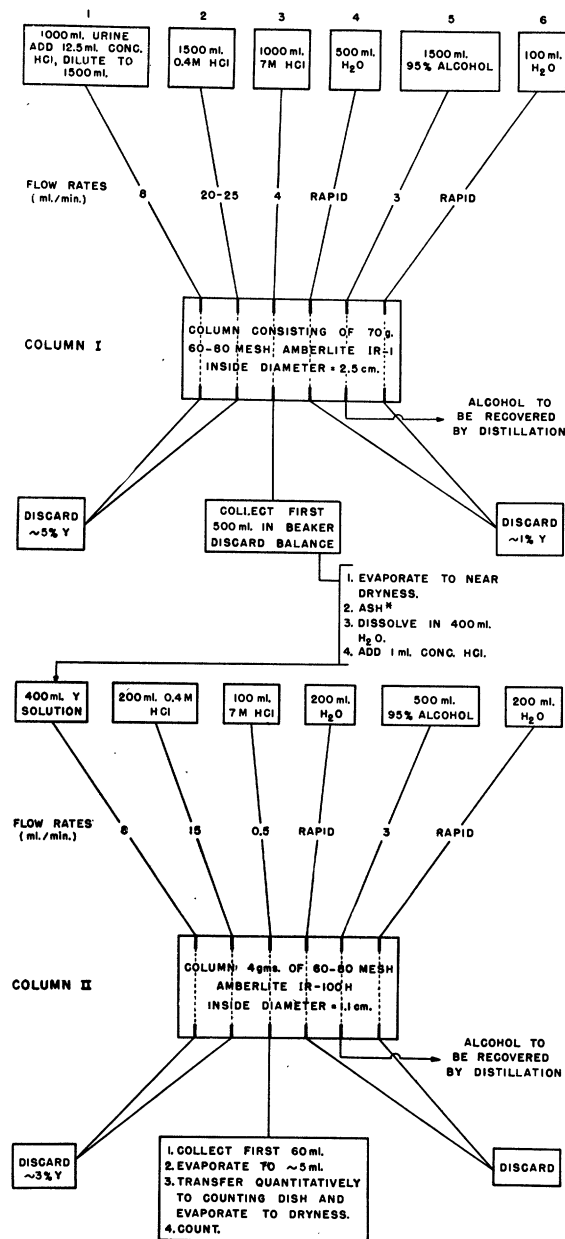 1 2 3 4 5 6
1000 ml. URINE
ADD 12.5 ml. CONC.
HCl, DILUTE TO
1500 ml.
1500 ml.
0.4M HCl
1000 ml.
7M HCl
500 ml.
H₂O
1500 ml.
95% ALCOHOL
100 ml.
H₂O
FLOW RATES
(ml./min.)
8 20-25 4 RAPID 3 RAPID
COLUMN I
COLUMN CONSISTING OF 70g.
60-80 MESH AMBERLITE IR-1
INSIDE DIAMETER = 2.5 cm.
ALCOHOL TO
BE RECOVERED
BY DISTILLATION
DISCARD
~5% Y
COLLECT FIRST
500 ml. IN BEAKER
DISCARD BALANCE
DISCARD
~1% Y
1. EVAPORATE TO NEAR
DRYNESS.
2. ASH*
3. DISSOLVE IN 400 ml.
H₂O.
4. ADD 1 ml. CONC. HCl.
400 ml. Y
SOLUTION
200 ml. 0.4 M
HCl
100 ml.
7M HCl
200 ml.
H₂O
500 ml.
95% ALCOHOL
200 ml.
H₂O
FLOW RATES
(ml./min.)
8 15 0.5 RAPID 3 RAPID
COLUMN II
COLUMN: 4 gms. OF 60-80 MESH
AMBERLITE IR-100 H
INSIDE DIAMETER = 1.1 cm.
ALCOHOL TO
BE RECOVERED
BY DISTILLATION
DISCARD
~3% Y
1. COLLECT FIRST 60 ml.
2. EVAPORATE TO ~5 ml.
3. TRANSFER QUANTITATIVELY
TO COUNTING DISH AND
EVAPORATE TO DRYNESS.
4. COUNT.
DISCARD